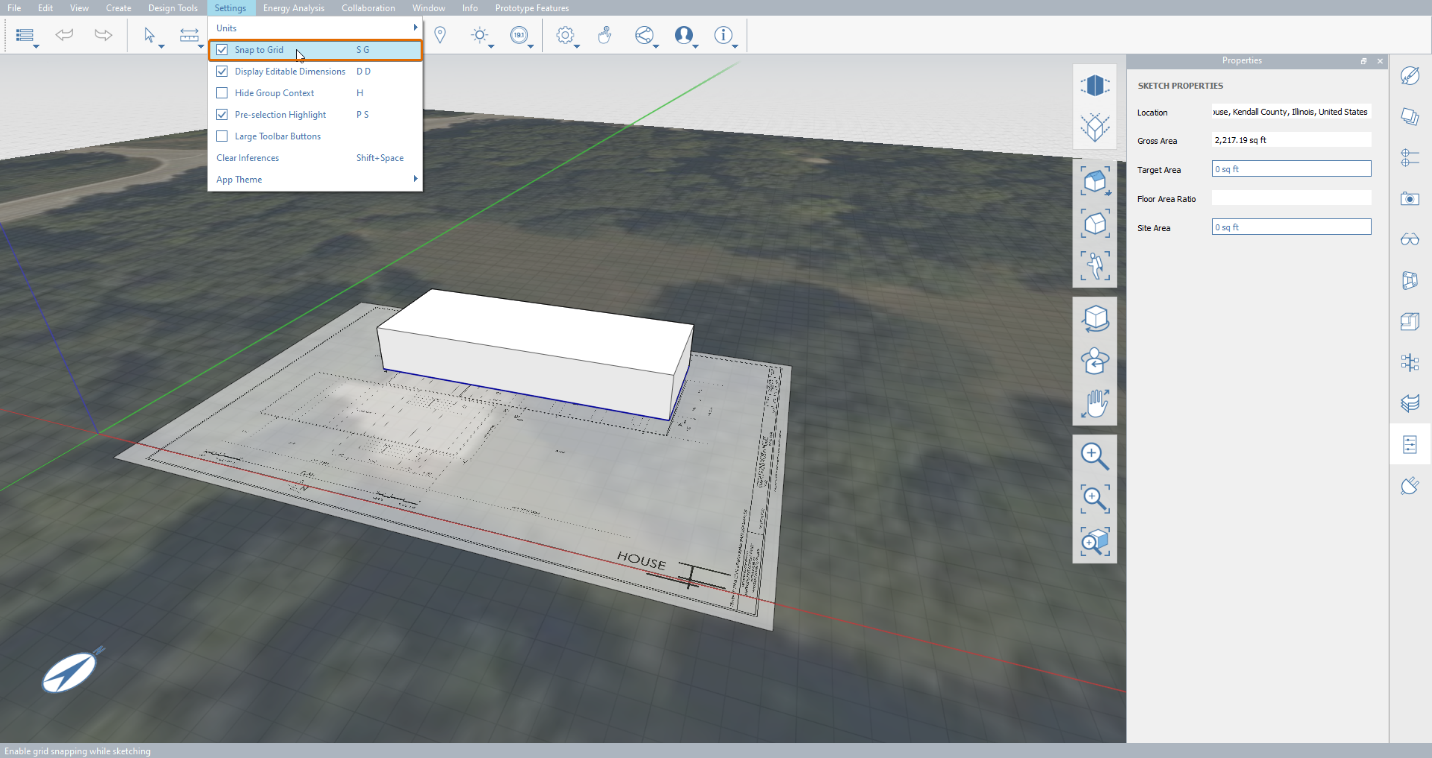 File Edit View Create Design Tools Settings Energy Analysis Collaboration Window Info Prototype Features
Units
Snap to Grid S G
Display Editable Dimensions D D
Hide Group Context H
Pre-selection Highlight P S
Large Toolbar Buttons
Clear Inferences Shift+Space
App Theme
Properties
SKETCH PROPERTIES
Location ouse, Kendall County, Illinois, United States
Gross Area 2,217.19 sq ft
Target Area 0 sq ft
Floor Area Ratio
Site Area 0 sq ft
HOUSE
Enable grid snapping while sketching